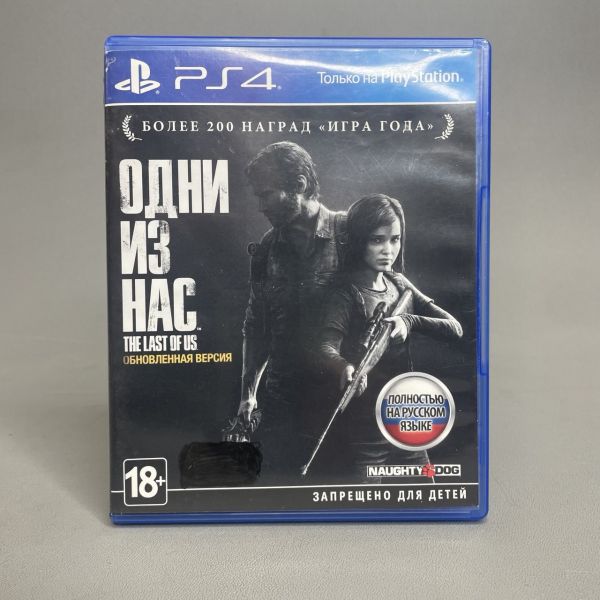 PS4
Только на PlayStation
БОЛЕЕ 200 НАГРАД «ИГРА ГОДА»
ОДНИ
ИЗ
НАС™
THE LAST OF US
ОБНОВЛЕННАЯ ВЕРСИЯ
ПОЛНОСТЬЮ
НА РУССКОМ
ЯЗЫКЕ
NAUGHTY DOG
18+
ЗАПРЕЩЕНО ДЛЯ ДЕТЕЙ